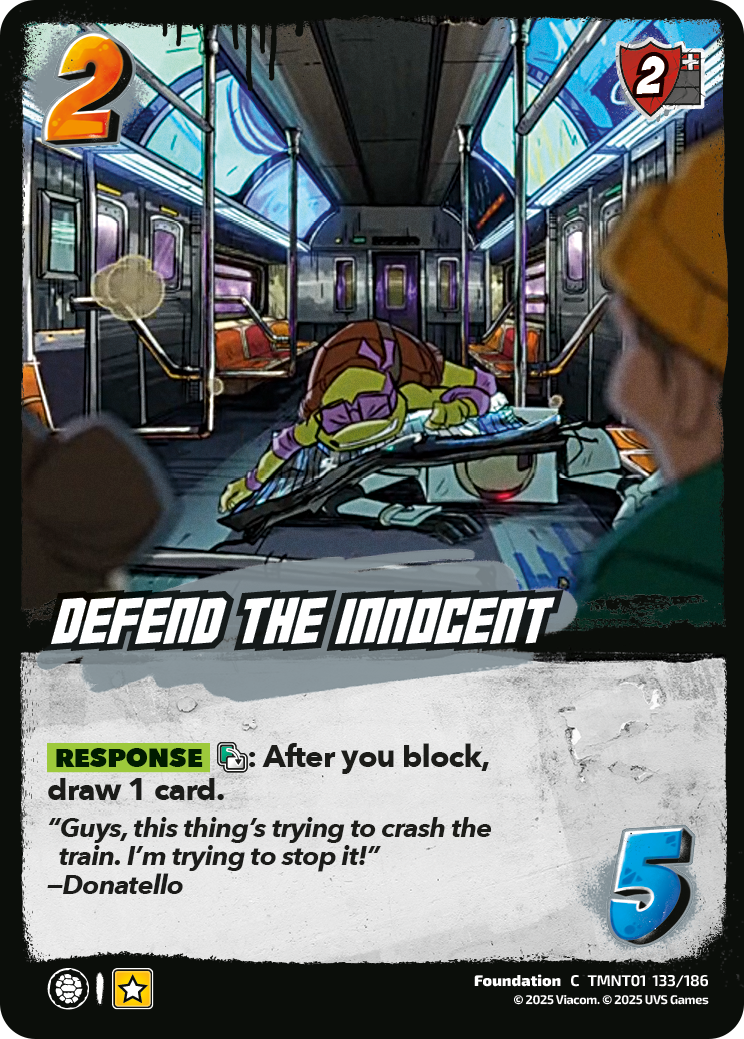 2
2
DEFEND THE INNOCENT
RESPONSE : After you block,
draw 1 card.
“Guys, this thing’s trying to crash the
train. I’m trying to stop it!”
–Donatello
5
Foundation C TMNT01 133/186
© 2025 Viacom. © 2025 UVS Games